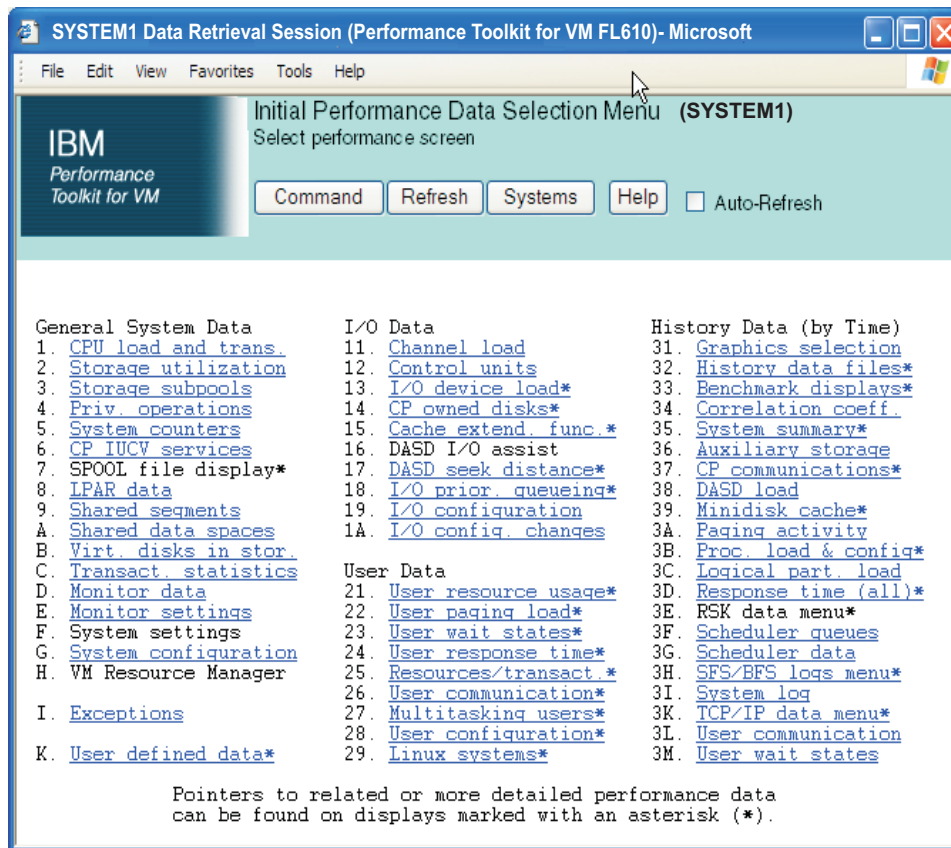 SYSTEM1 Data Retrieval Session (Performance Toolkit for VM FL610)- Microsoft
File Edit View Favorites Tools Help
IBM
Performance
Toolkit for VM
Initial Performance Data Selection Menu (SYSTEM1)
Select performance screen
Command Refresh Systems Help Auto-Refresh
General System Data
1. CPU load and trans.
2. Storage utilization
3. Storage subpools
4. Priv. operations
5. System counters
6. CP IUCV services
7. SPOOL file display*
8. LPAR data
9. Shared segments
A. Shared data spaces
B. Virt. disks in stor.
C. Transact. statistics
D. Monitor data
E. Monitor settings
F. System settings
G. System configuration
H. VM Resource Manager
I. Exceptions
K. User defined data*
I/O Data
11. Channel load
12. Control units
13. I/O device load*
14. CP owned disks*
15. Cache extend. func.*
16. DASD I/O assist
17. DASD seek distance*
18. I/O prior. queueing*
19. I/O configuration
1A. I/O config. changes
User Data
21. User resource usage*
22. User paging load*
23. User wait states*
24. User response time*
25. Resources/transact.*
26. User communication*
27. Multitasking users*
28. User configuration*
29. Linux systems*
History Data (by Time)
31. Graphics selection
32. History data files*
33. Benchmark displays*
34. Correlation coeff.
35. System summary*
36. Auxiliary storage
37. CP communications*
38. DASD load
39. Minidisk cache*
3A. Paging activity
3B. Proc. load & config*
3C. Logical part. load
3D. Response time (all)*
3E. RSK data menu*
3F. Scheduler queues
3G. Scheduler data
3H. SFS/BFS logs menu*
3I. System log
3K. TCP/IP data menu*
3L. User communication
3M. User wait states
Pointers to related or more detailed performance data
can be found on displays marked with an asterisk (*).